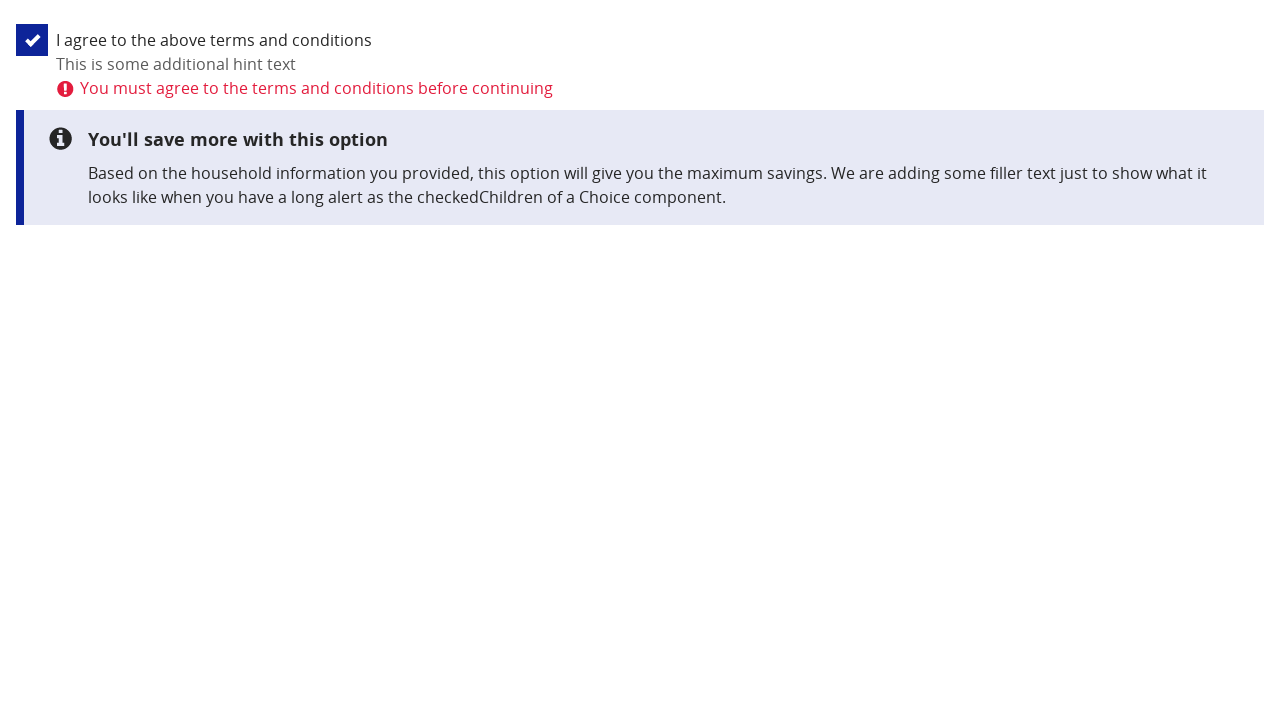 I agree to the above terms and conditions
This is some additional hint text
You must agree to the terms and conditions before continuing
You'll save more with this option
Based on the household information you provided, this option will give you the maximum savings. We are adding some filler text just to show what it
looks like when you have a long alert as the checkedChildren of a Choice component.